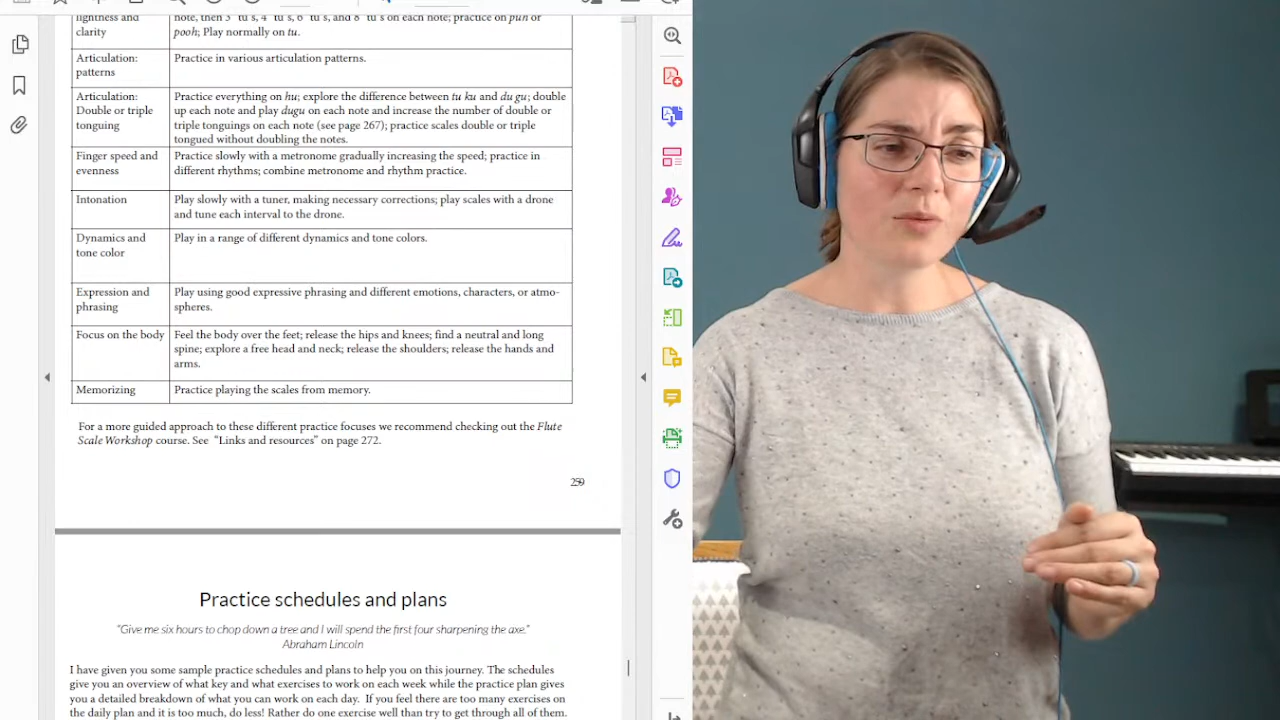 lightness and
clarity
note, then 3 tu's, 4 tu's, 6 tu's, and 8 tu's on each note; practice on puh or
pooh; Play normally on tu.
Articulation:
patterns
Practice in various articulation patterns.
Articulation:
Double or triple
tonguing
Practice everything on hu; explore the difference between tu ku and du gu; double
up each note and play dugu on each note and increase the number of double or
triple tonguings on each note (see page 267); practice scales double or triple
tongued without doubling the notes.
Finger speed and
evenness
Practice slowly with a metronome gradually increasing the speed; practice in
different rhythms; combine metronome and rhythm practice.
Intonation
Play slowly with a tuner, making necessary corrections; play scales with a drone
and tune each interval to the drone.
Dynamics and
tone color
Play in a range of different dynamics and tone colors.
Expression and
phrasing
Play using good expressive phrasing and different emotions, characters, or atmo-
spheres.
Focus on the body
Feel the body over the feet; release the hips and knees; find a neutral and long
spine; explore a free head and neck; release the shoulders; release the hands and
arms.
Memorizing
Practice playing the scales from memory.
For a more guided approach to these different practice focuses we recommend checking out the Flute
Scale Workshop course. See "Links and resources" on page 272.
259
Practice schedules and plans
"Give me six hours to chop down a tree and I will spend the first four sharpening the axe."
Abraham Lincoln
I have given you some sample practice schedules and plans to help you on this journey. The schedules
give you an overview of what key and what exercises to work on each week while the practice plan gives
you a detailed breakdown of what you can work on each day. If you feel there are too many exercises on
the daily plan and it is too much, do less! Rather do one exercise well than try to get through all of them.